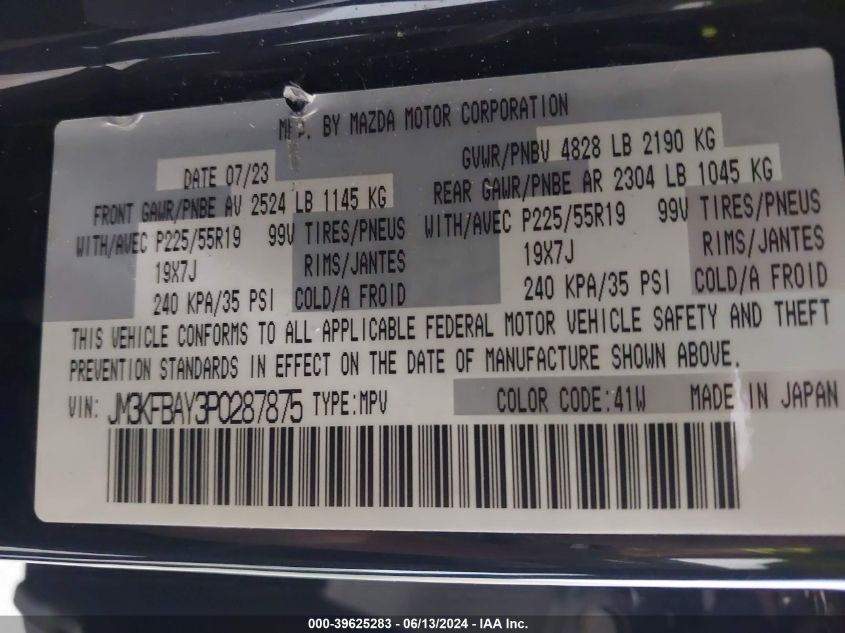 MFD. BY MAZDA MOTOR CORPORATION
DATE 07/23 GVWR/PNBV 4828 LB 2190 KG
FRONT GAWR/PNBE AV 2524 LB 1145 KG REAR GAWR/PNBE AR 2304 LB 1045 KG
WITH/AVEC P225/55R19 99V TIRES/PNEUS WITH/AVEC P225/55R19 99V TIRES/PNEUS
19X7J RIMS/JANTES 19X7J RIMS/JANTES
240 KPA/35 PSI COLD/A FROID 240 KPA/35 PSI COLD/A FROID
THIS VEHICLE CONFORMS TO ALL APPLICABLE FEDERAL MOTOR VEHICLE SAFETY AND THEFT
PREVENTION STANDARDS IN EFFECT ON THE DATE OF MANUFACTURE SHOWN ABOVE.
VIN: JM3KFBAY3P0287875 TYPE:MPV COLOR CODE:41W MADE IN JAPAN
000-39625283 - 06/13/2024 - IAA Inc.